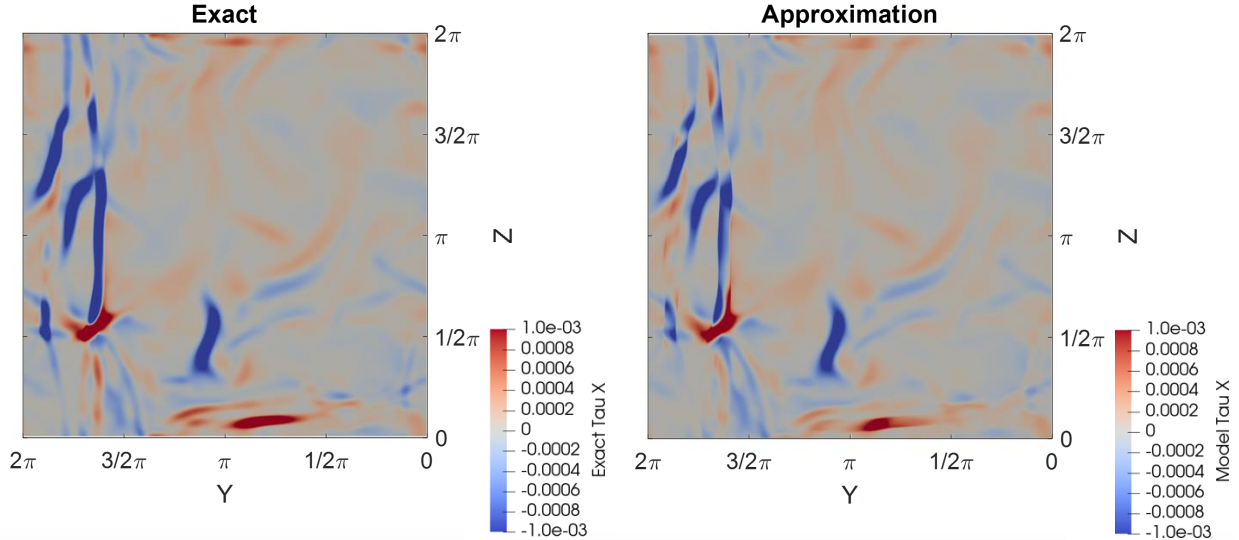 Exact
2π
3/2π
π
1/2π
0
Z
2π
3/2π
π
1/2π
0
Y
1.0e-03
0.0008
0.0006
0.0004
0.0002
0
-0.0002
-0.0004
-0.0006
-0.0008
-1.0e-03
Exact Tau X
Approximation
2π
3/2π
π
1/2π
0
Z
2π
3/2π
π
1/2π
0
Y
1.0e-03
0.0008
0.0006
0.0004
0.0002
0
-0.0002
-0.0004
-0.0006
-0.0008
-1.0e-03
Model Tau X